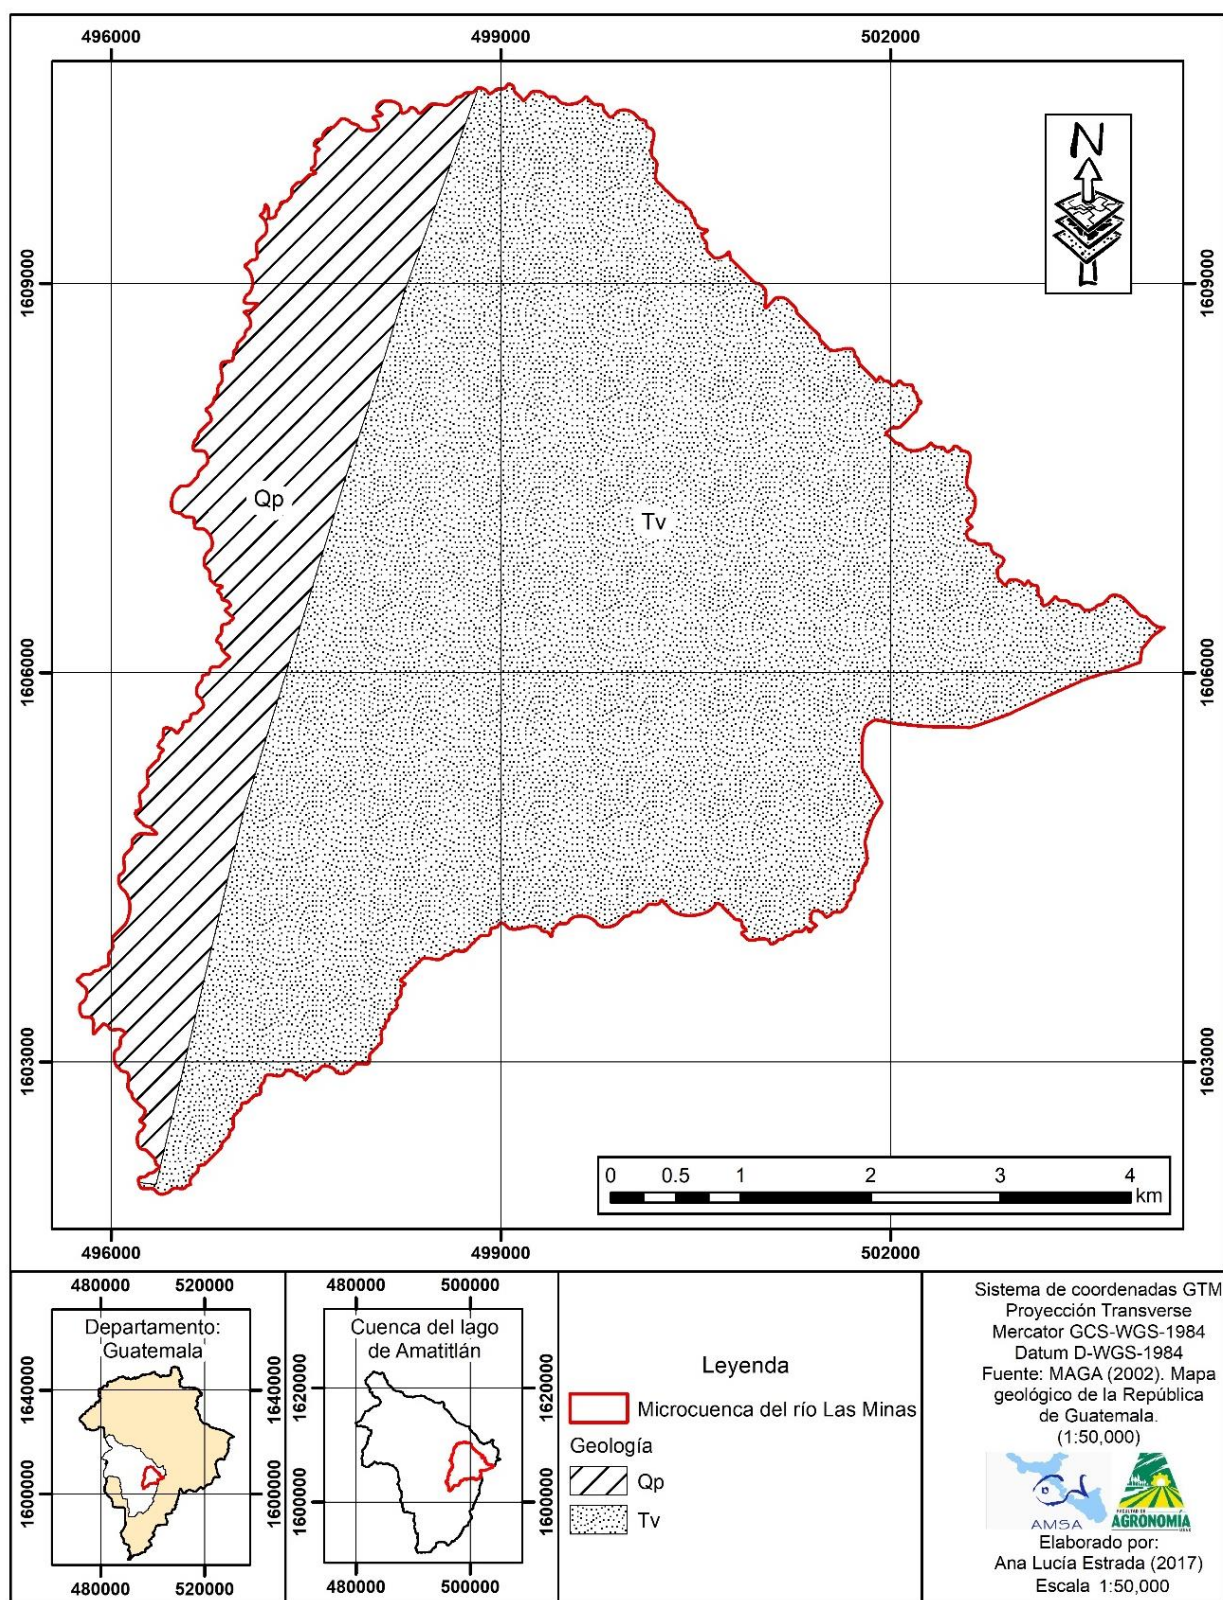 496000 499000 502000
N
1609000 1609000
Qp
Tv
1606000 1606000
1603000 1603000
0 0.5 1 2 3 4
km
496000 499000 502000
480000 520000
Departamento:
Guatemala
1640000 1640000
1600000 1600000
480000 520000
480000 500000
Cuenca del lago
de Amatitlán
1620000 1620000
1600000 1600000
480000 500000
Leyenda
Microcuenca del río Las Minas
Geología
Qp
Tv
Sistema de coordenadas GTM
Proyección Transverse
Mercator GCS-WGS-1984
Datum D-WGS-1984
Fuente: MAGA (2002). Mapa
geológico de la República
de Guatemala.
(1:50,000)
AMSA
FACULTAD DE
AGRONOMIA
Elaborado por:
Ana Lucía Estrada (2017)
Escala 1:50,000